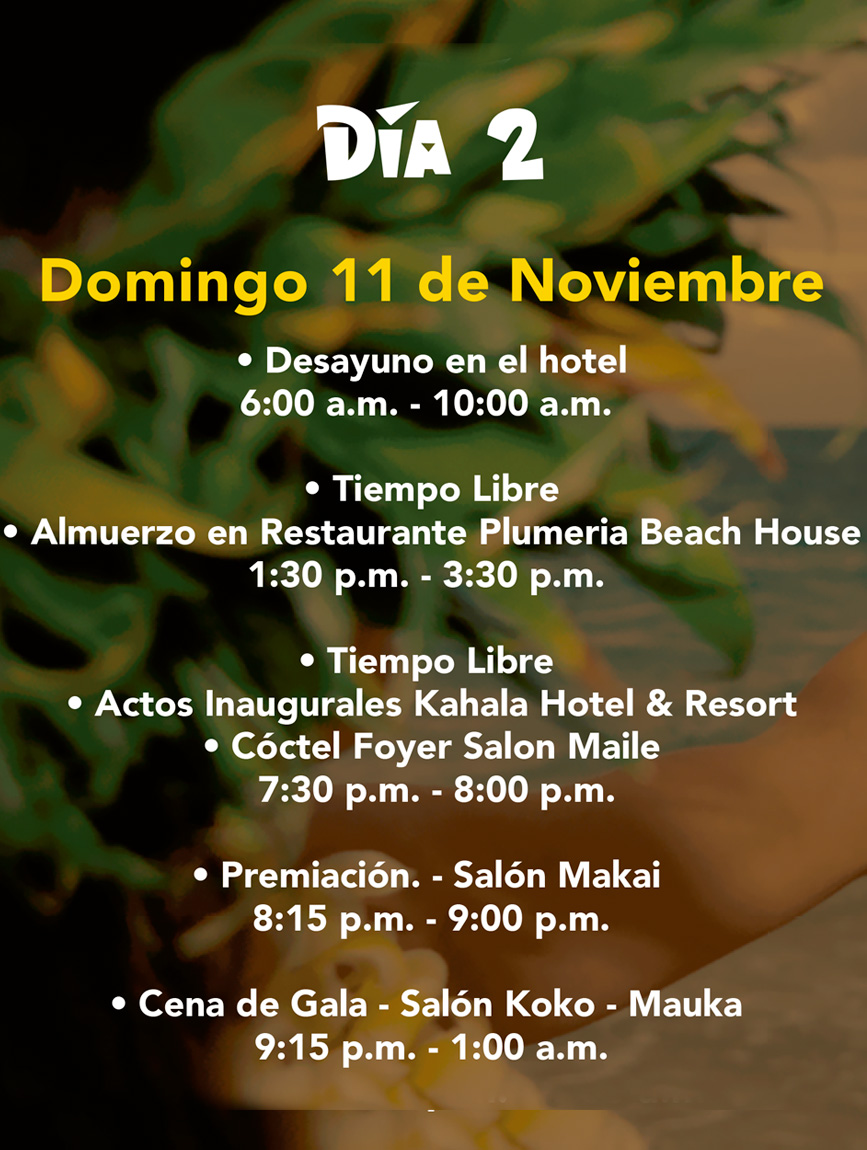 DÍA 2
Domingo 11 de Noviembre
• Desayuno en el hotel
6:00 a.m. - 10:00 a.m.
• Tiempo Libre
• Almuerzo en Restaurante Plumeria Beach House
1:30 p.m. - 3:30 p.m.
• Tiempo Libre
• Actos Inaugurales Kahala Hotel & Resort
• Cóctel Foyer Salon Maile
7:30 p.m. - 8:00 p.m.
• Premiación. - Salón Makai
8:15 p.m. - 9:00 p.m.
• Cena de Gala - Salón Koko - Mauka
9:15 p.m. - 1:00 a.m.